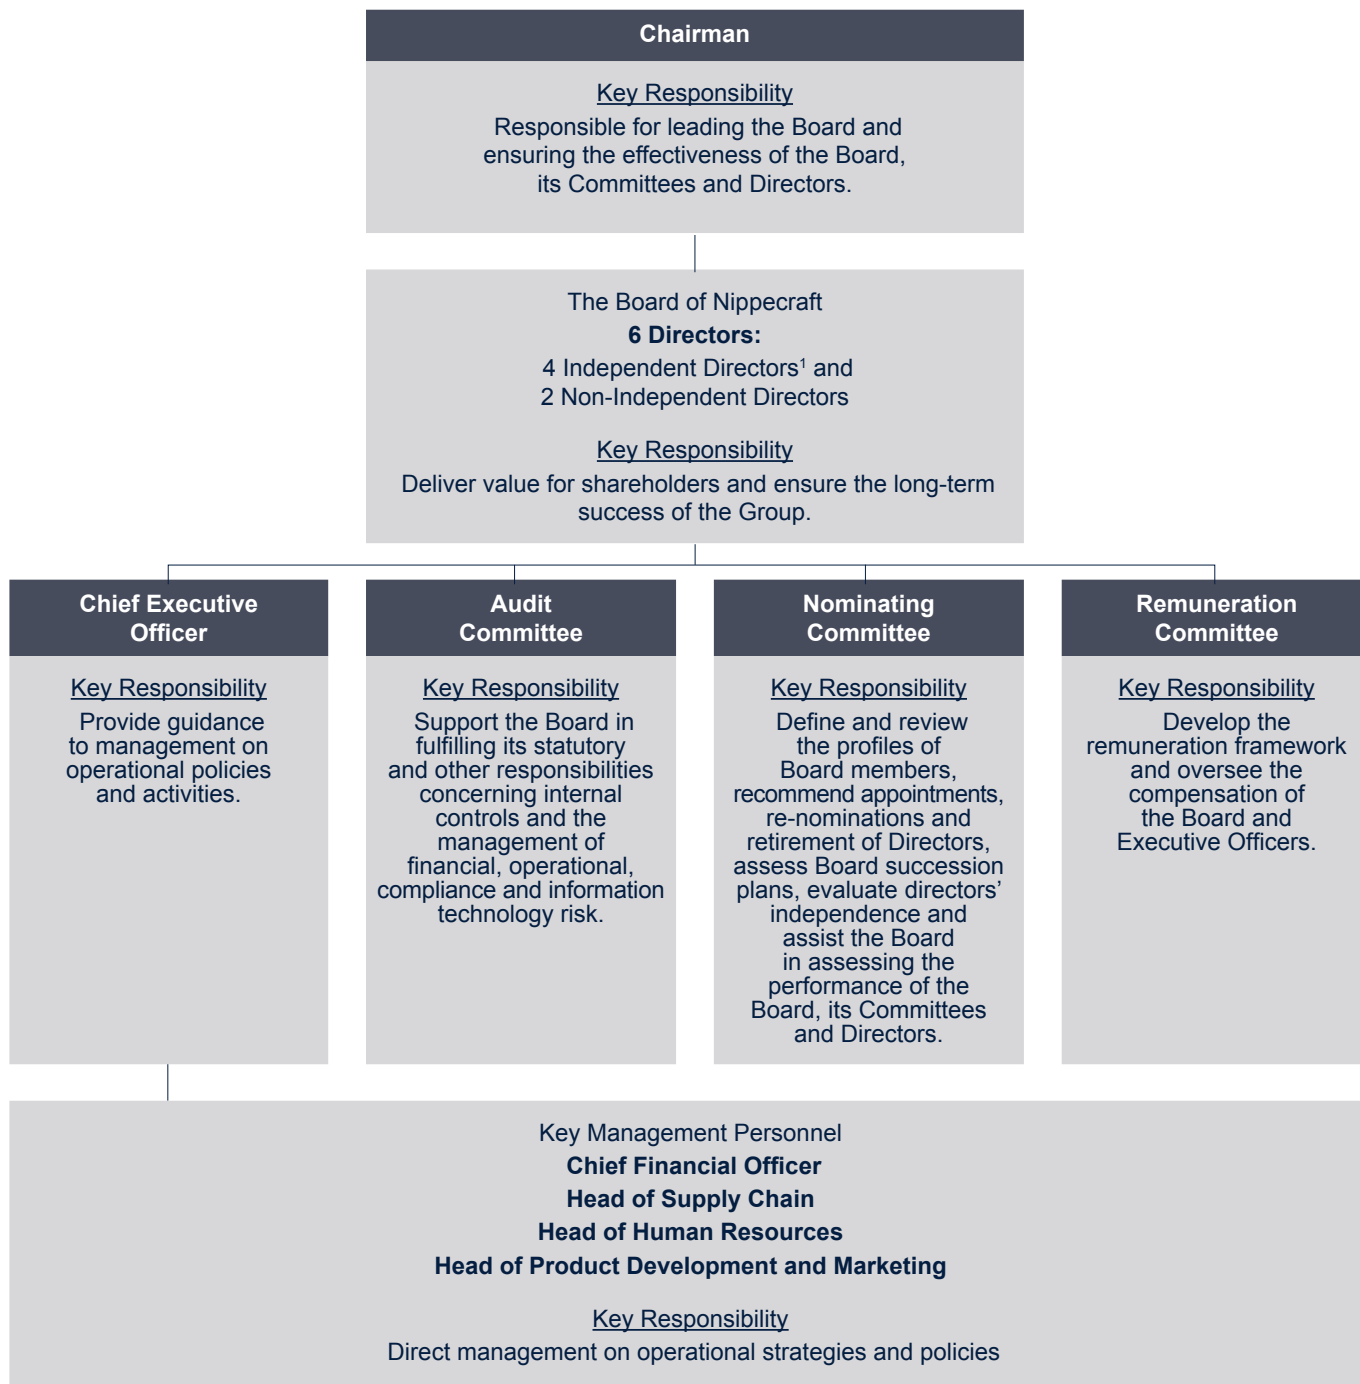 Chairman
Key Responsibility
Responsible for leading the Board and
ensuring the effectiveness of the Board,
its Committees and Directors.
The Board of Nippecraft
6 Directors:
4 Independent Directors¹ and
2 Non-Independent Directors
Key Responsibility
Deliver value for shareholders and ensure the long-term
success of the Group.
Chief Executive
Officer
Key Responsibility
Provide guidance
to management on
operational policies
and activities.
Audit
Committee
Key Responsibility
Support the Board in
fulfilling its statutory
and other responsibilities
concerning internal
controls and the
management of
financial, operational,
compliance and information
technology risk.
Nominating
Committee
Key Responsibility
Define and review
the profiles of
Board members,
recommend appointments,
re-nominations and
retirement of Directors,
assess Board succession
plans, evaluate directors’
independence and
assist the Board
in assessing the
performance of the
Board, its Committees
and Directors.
Remuneration
Committee
Key Responsibility
Develop the
remuneration framework
and oversee the
compensation of
the Board and
Executive Officers.
Key Management Personnel
Chief Financial Officer
Head of Supply Chain
Head of Human Resources
Head of Product Development and Marketing
Key Responsibility
Direct management on operational strategies and policies